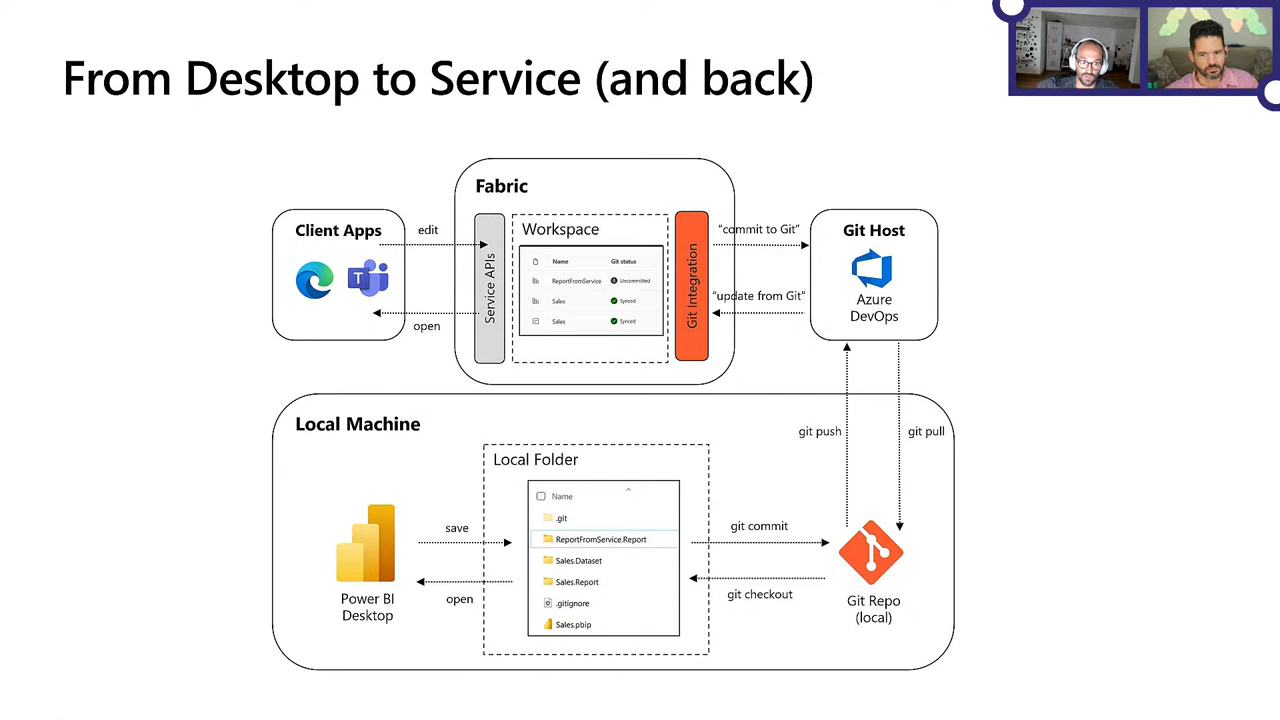 From Desktop to Service (and back)
Fabric
Client Apps
edit
open
Service APIs
Workspace
Name Git status
ReportFromService Uncommitted
Sales Synced
Sales Synced
Git Integration
“commit to Git”
“update from Git”
Git Host
Azure
DevOps
T
Local Machine
git push
git pull
Local Folder
Name
.git
ReportFromService.Report
Sales.Dataset
Sales.Report
.gitignore
Sales.pbip
save
open
Power BI
Desktop
git commit
git checkout
Git Repo
(local)